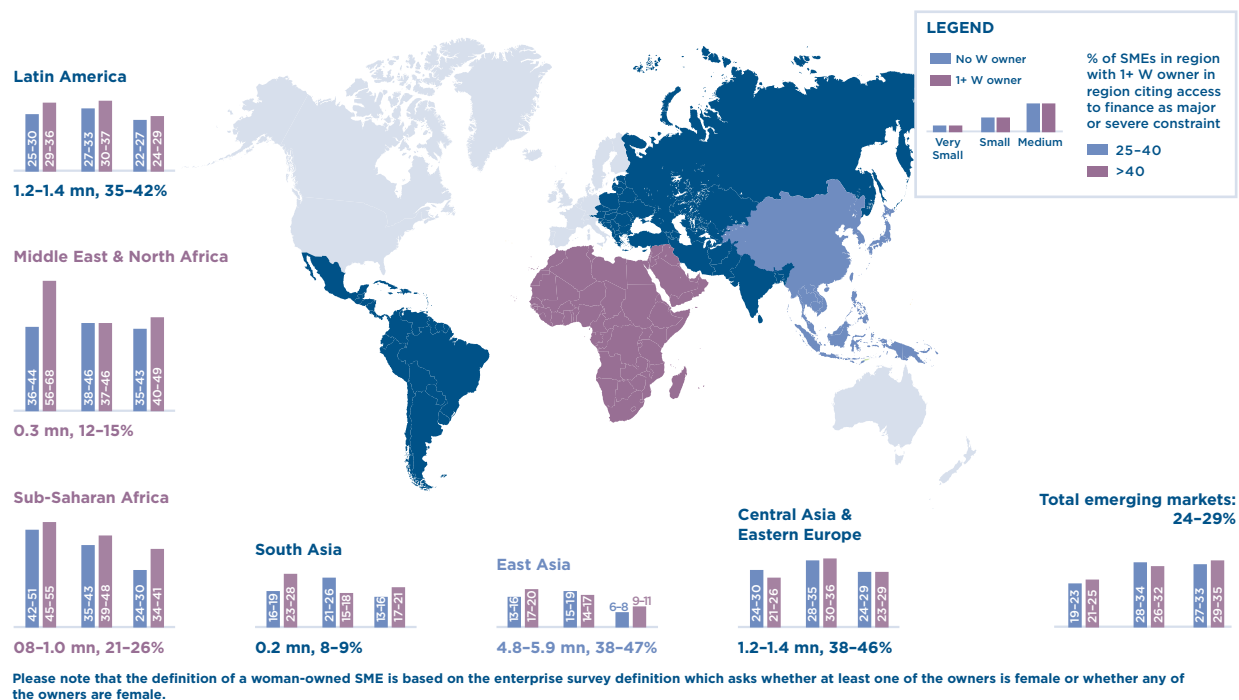 LEGEND
No W owner
1+ W owner
Very
Small
Small
Medium
% of SMEs in region
with 1+ W owner in
region citing access
to finance as major
or severe constraint
25–40
>40
Latin America
25–30
29–36
27–33
30–37
22–27
24–29
1.2–1.4 mn, 35–42%
Middle East & North Africa
36–44
56–68
38–46
37–46
35–43
40–49
0.3 mn, 12–15%
Sub-Saharan Africa
42–51
45–55
35–43
39–48
24–30
34–41
08–1.0 mn, 21–26%
South Asia
16–19
23–28
21–26
15–18
13–16
17–21
0.2 mn, 8–9%
East Asia
13–16
17–20
15–19
14–17
6–8
9–11
4.8–5.9 mn, 38–47%
Central Asia &
Eastern Europe
24–30
21–26
28–35
30–36
24–29
23–29
1.2–1.4 mn, 38–46%
Total emerging markets:
24–29%
19–23
21–25
28–34
26–32
27–33
29–35
Please note that the definition of a woman-owned SME is based on the enterprise survey definition which asks whether at least one of the owners is female or whether any of
the owners are female.